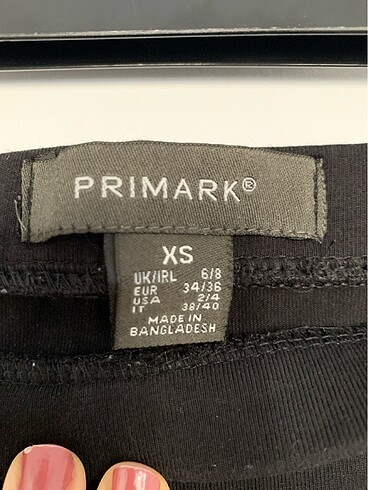 PRIMARK®
XS
UK/IRL 6/8
EUR 34/36
USA 2/4
IT 38/40
MADE IN
BANGLADESH